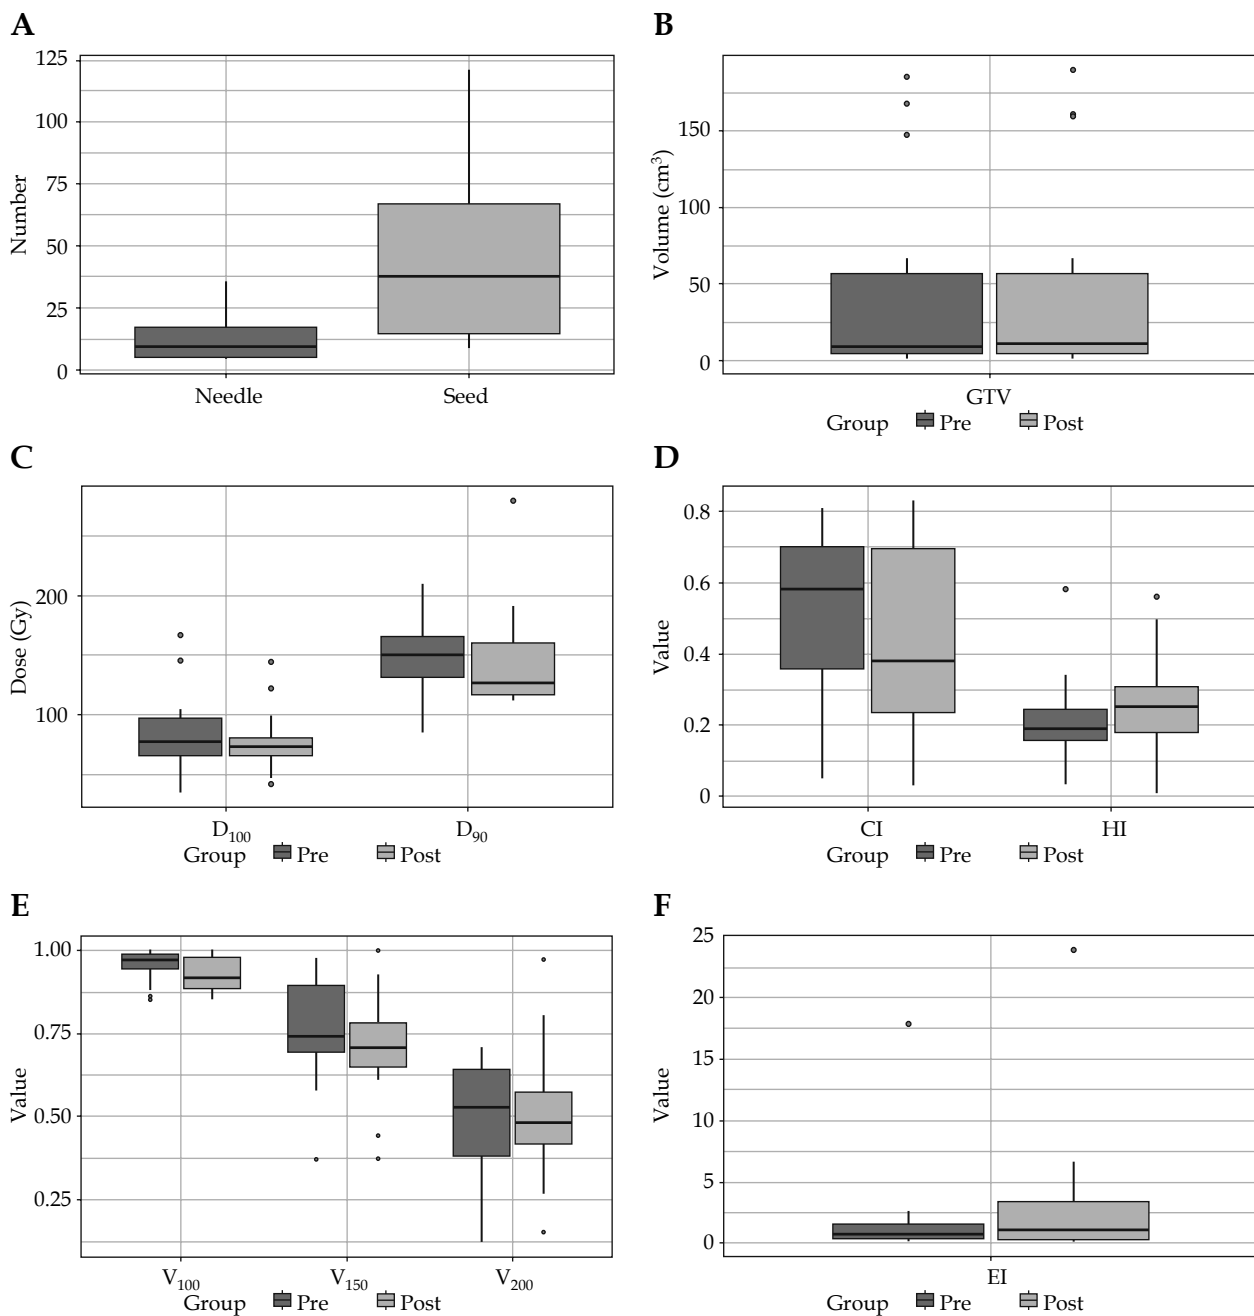 A
Number
125
100
75
50
25
0
Needle Seed
B
Volume (cm³)
150
100
50
0
GTV
Group Pre Post
C
Dose (Gy)
200
100
D₁₀₀ D₉₀
Group Pre Post
D
Value
0.8
0.6
0.4
0.2
0
CI HI
Group Pre Post
E
Value
1.00
0.75
0.50
0.25
V₁₀₀ V₁₅₀ V₂₀₀
Group Pre Post
F
Value
25
20
15
10
5
0
EI
Group Pre Post